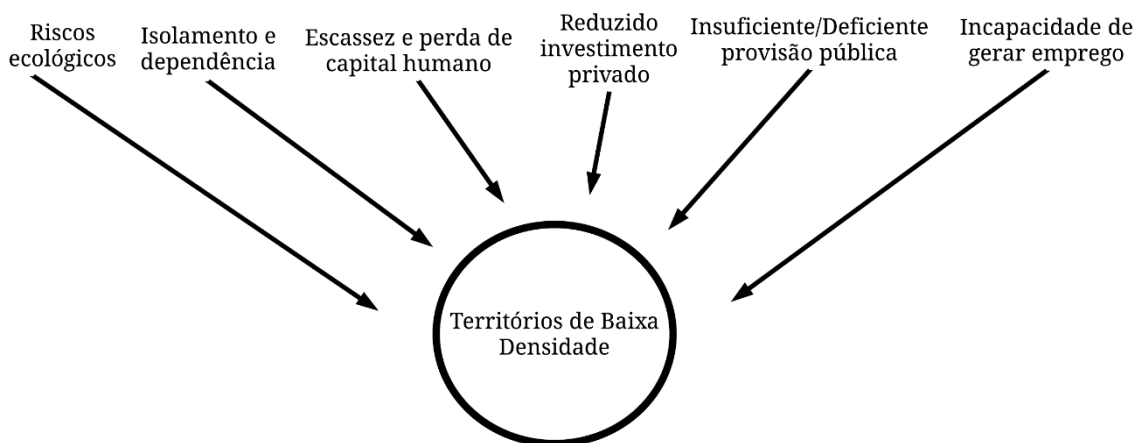 Riscos
ecológicos
Isolamento e
dependência
Escassez e perda de
capital humano
Reduzido
investimento
privado
Insuficiente/Deficiente
provisão pública
Incapacidade de
gerar emprego
Territórios de Baixa
Densidade